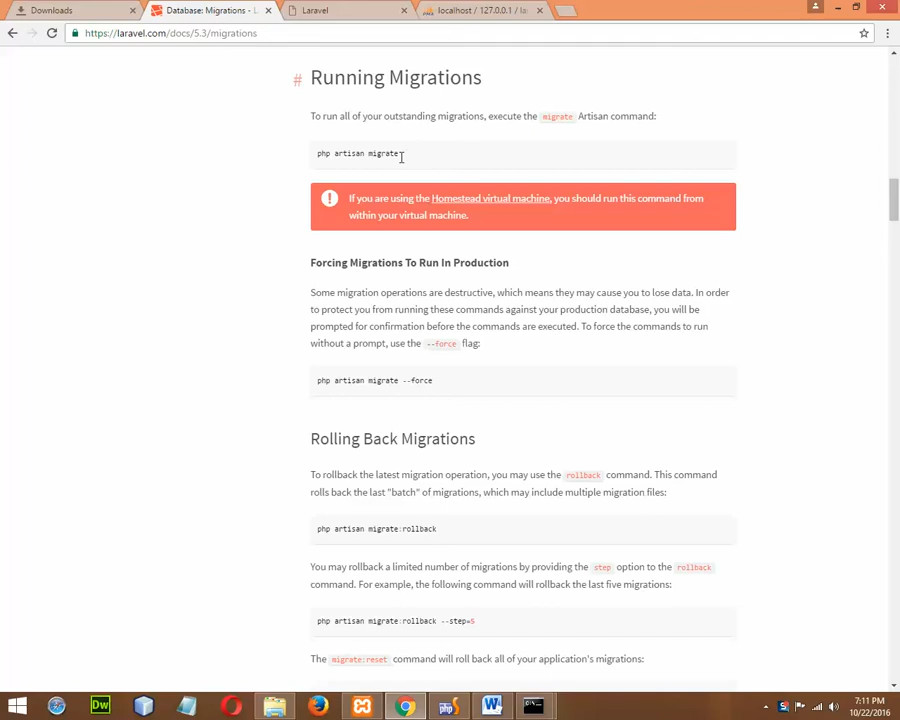 Downloads
Database: Migrations - L
Laravel
localhost / 127.0.0.1 / la
https://laravel.com/docs/5.3/migrations
# Running Migrations
To run all of your outstanding migrations, execute the migrate Artisan command:
php artisan migrate
If you are using the Homestead virtual machine, you should run this command from
within your virtual machine.
Forcing Migrations To Run In Production
Some migration operations are destructive, which means they may cause you to lose data. In order
to protect you from running these commands against your production database, you will be
prompted for confirmation before the commands are executed. To force the commands to run
without a prompt, use the --force flag:
php artisan migrate --force
Rolling Back Migrations
To rollback the latest migration operation, you may use the rollback command. This command
rolls back the last "batch" of migrations, which may include multiple migration files:
php artisan migrate:rollback
You may rollback a limited number of migrations by providing the step option to the rollback
command. For example, the following command will rollback the last five migrations:
php artisan migrate:rollback --step=5
The migrate:reset command will roll back all of your application's migrations:
Dw
php
7:11 PM
10/22/2016